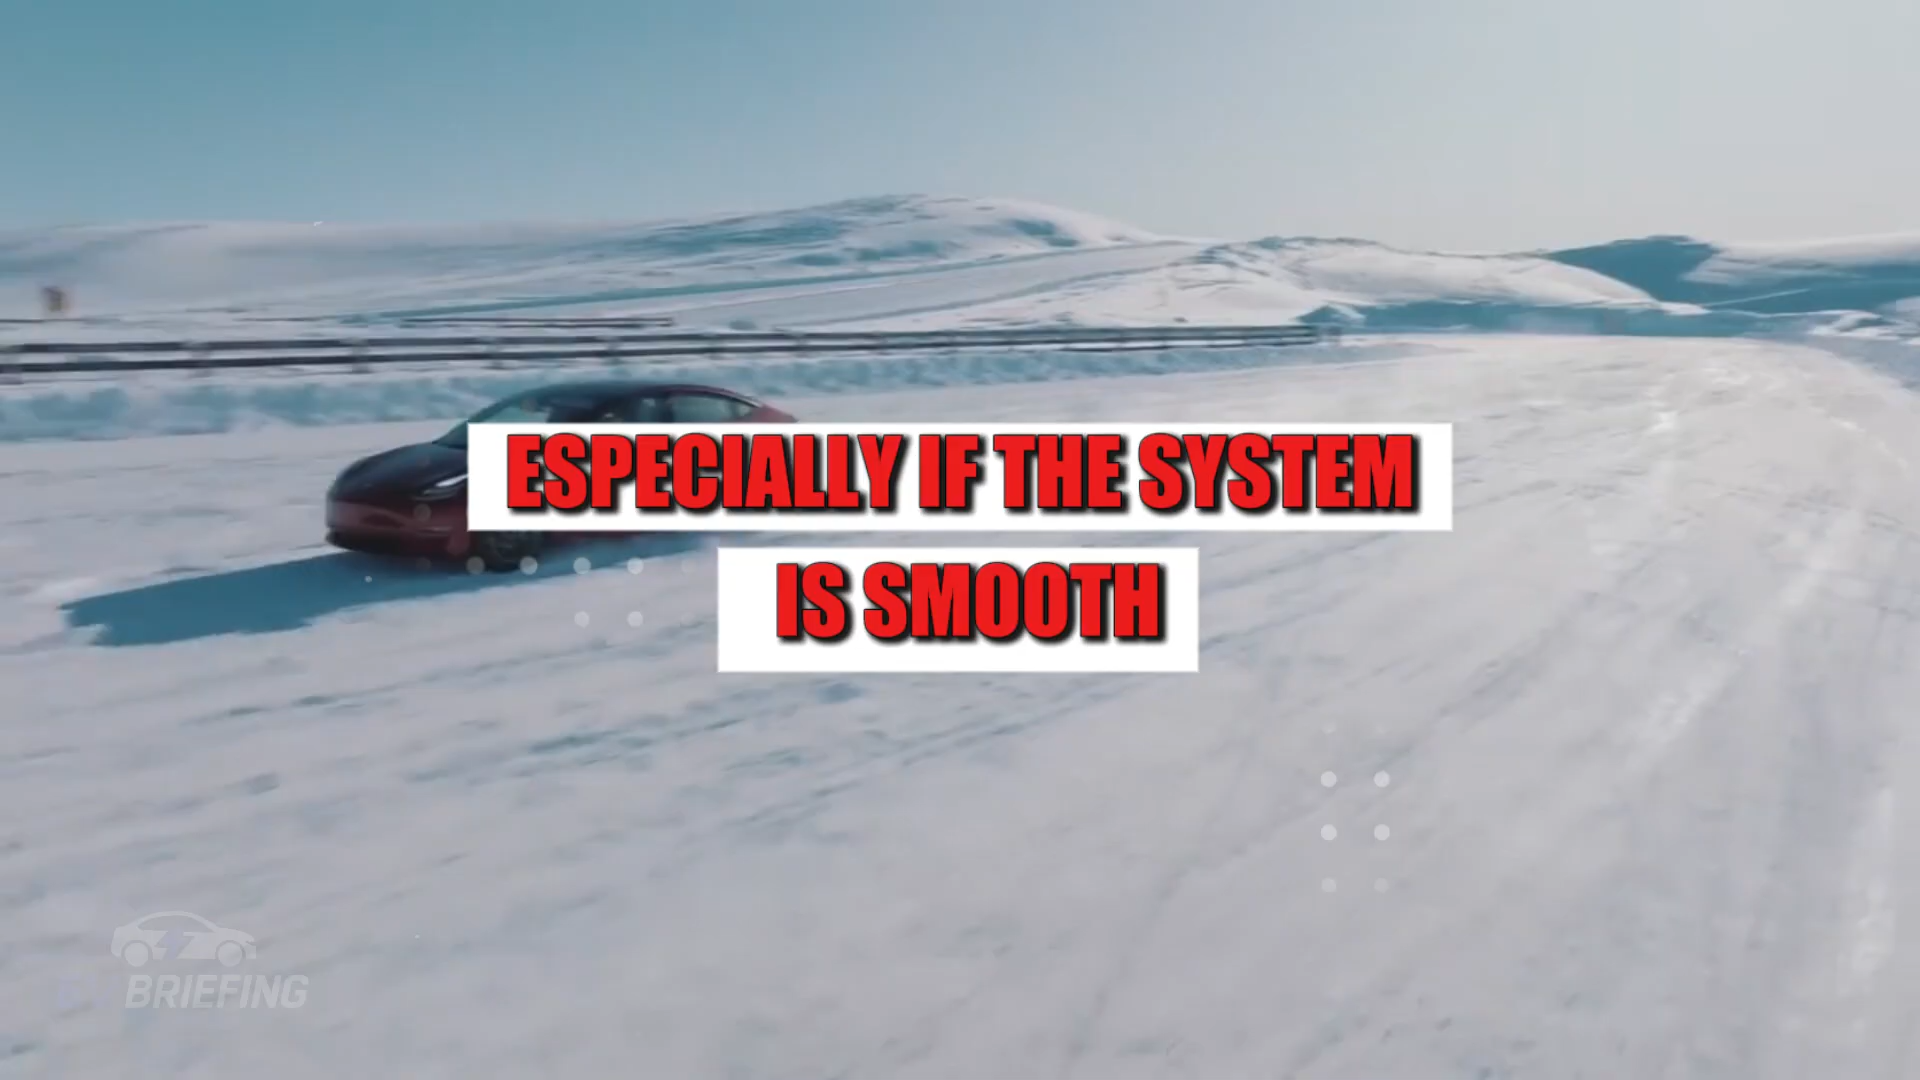 ESPECIALLY IF THE SYSTEM
IS SMOOTH
BRIEFING